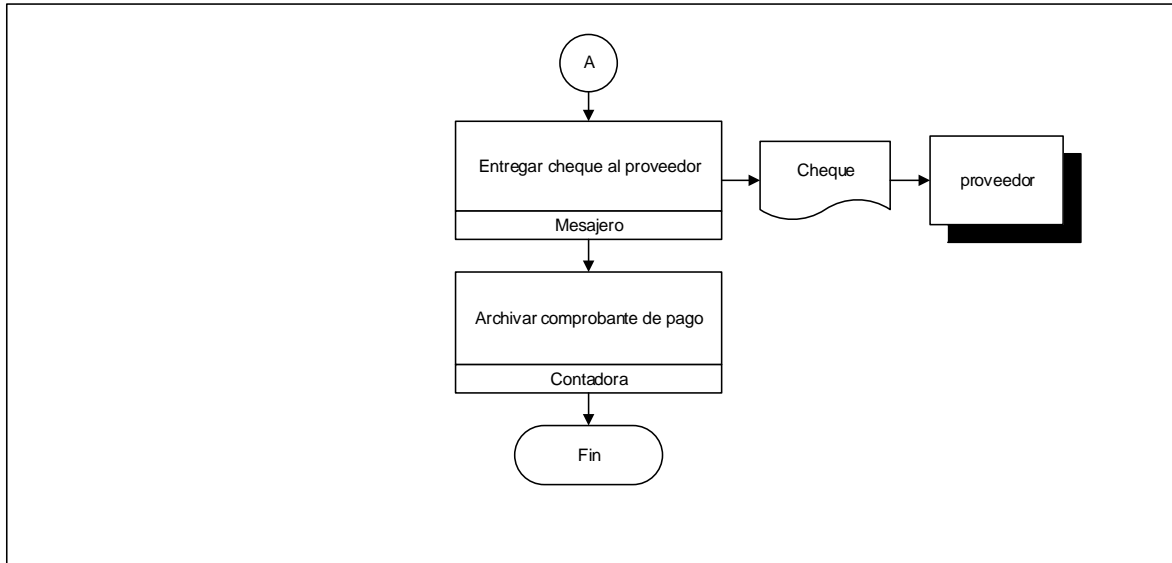 A
Entregar cheque al proveedor
Mesajero
Cheque
proveedor
Archivar comprobante de pago
Contadora
Fin